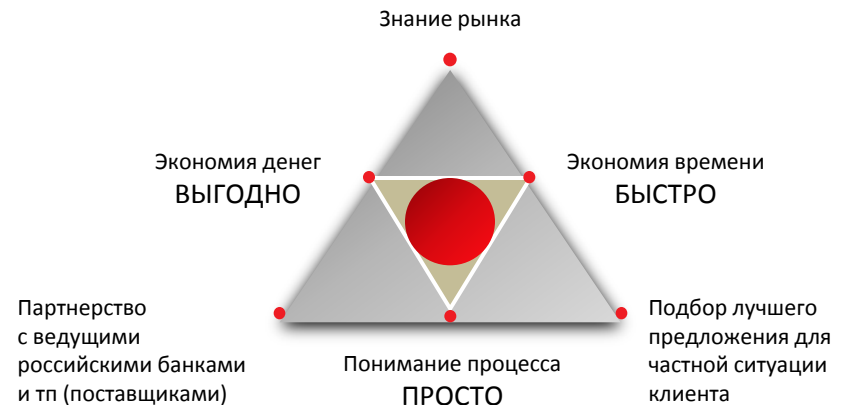 Знание рынка
Экономия денег
ВЫГОДНО
Экономия времени
БЫСТРО
Партнерство
с ведущими
российскими банками
и тп (поставщиками)
Понимание процесса
ПРОСТО
Подбор лучшего
предложения для
частной ситуации
клиента